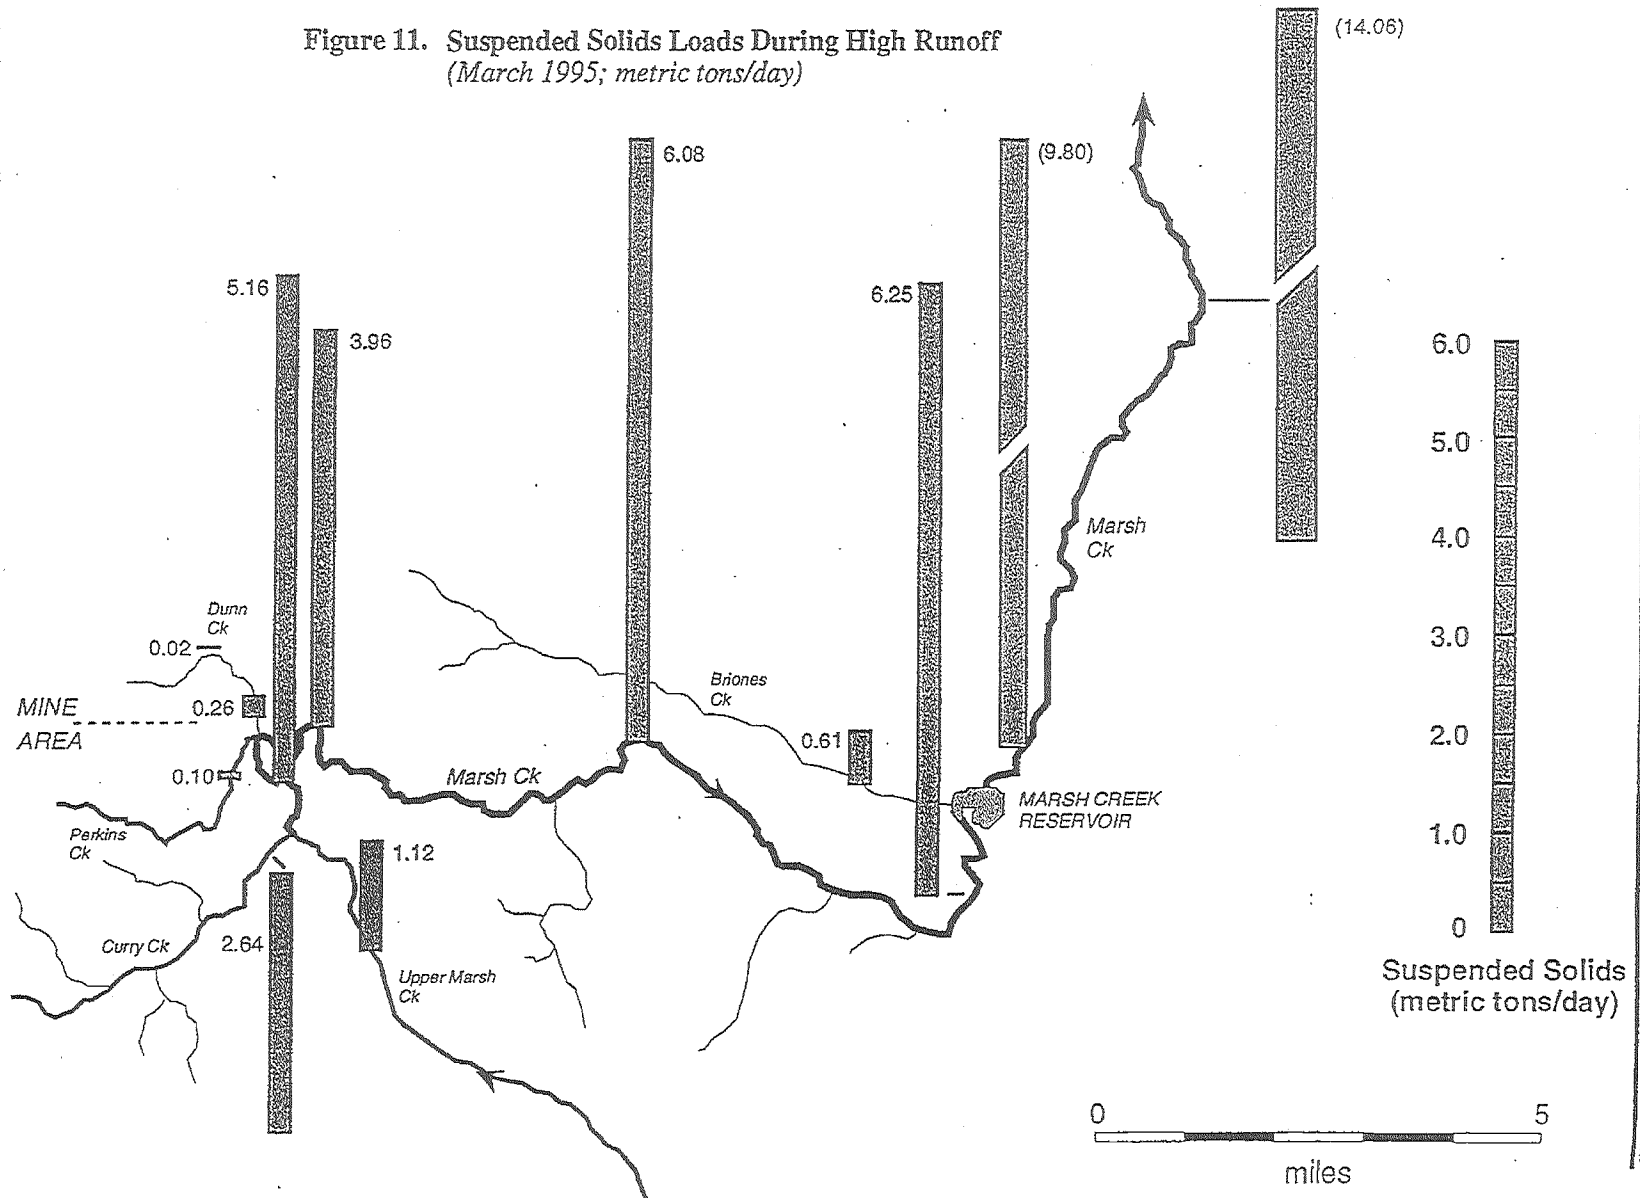 Figure 11. Suspended Solids Loads During High Runoff
(March 1995; metric tons/day)
(14.06)
6.08
(9.80)
5.16
6.25
3.96
6.0
5.0
4.0
3.0
2.0
1.0
0
Suspended Solids
(metric tons/day)
Marsh
Ck
Dunn
Ck
0.02
0.26
MINE
AREA
0.10
Briones
Ck
0.61
Marsh Ck
MARSH CREEK
RESERVOIR
Perkins
Ck
1.12
Curry Ck
2.64
Upper Marsh
Ck
0
5
miles